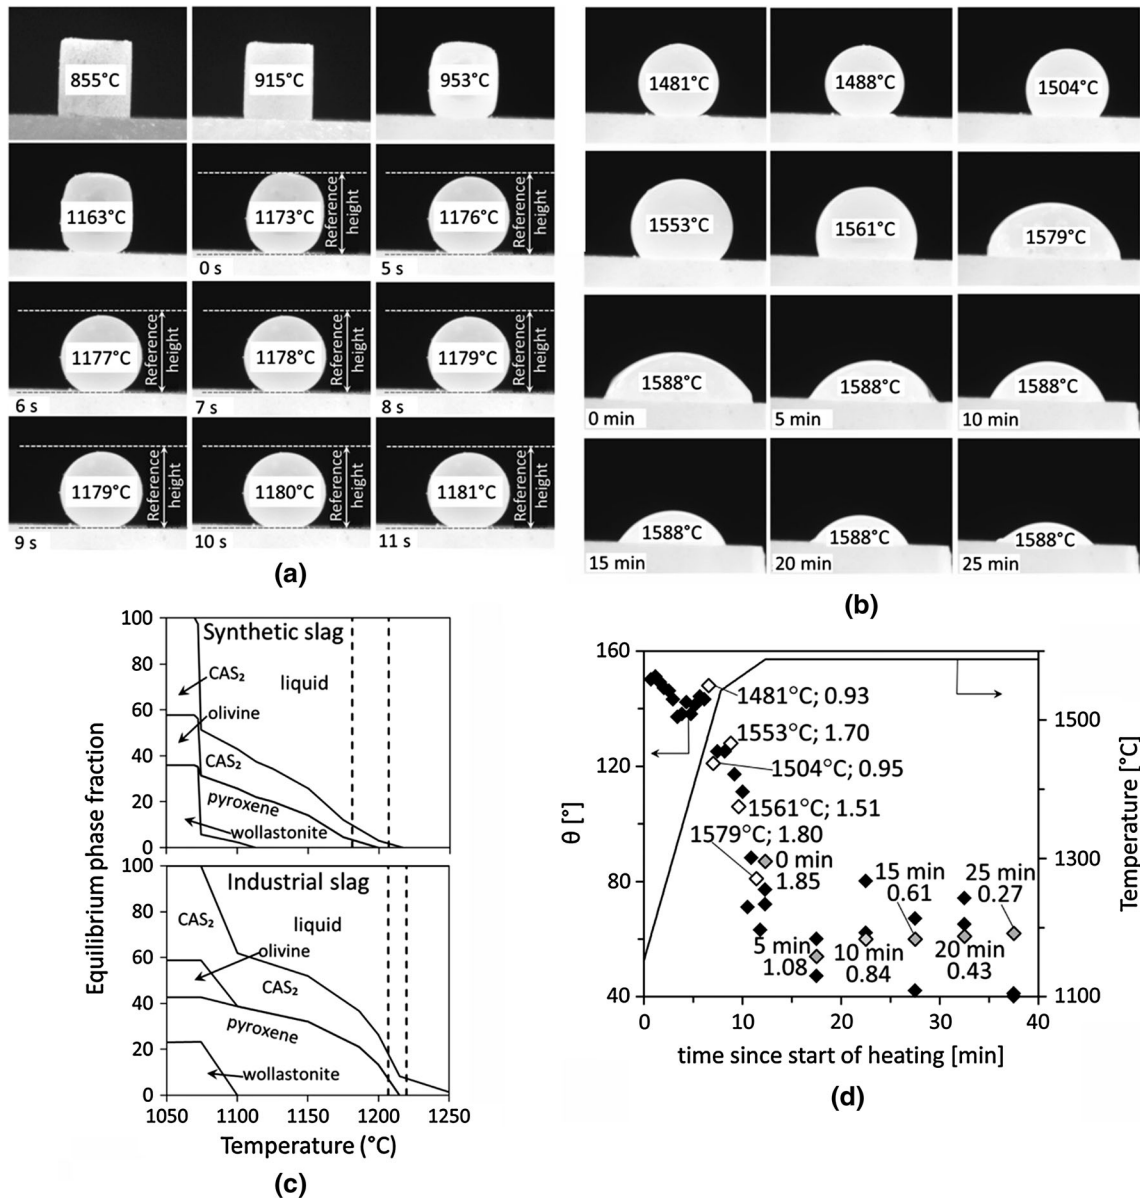 855°C
915°C
953°C
1163°C
1173°C
Reference
height
0 s
1176°C
Reference
height
5 s
1177°C
Reference
height
6 s
1178°C
Reference
height
7 s
1179°C
Reference
height
8 s
1179°C
Reference
height
9 s
1180°C
Reference
height
10 s
1181°C
Reference
height
11 s
(a)
1481°C
1488°C
1504°C
1553°C
1561°C
1579°C
1588°C
0 min
1588°C
5 min
1588°C
10 min
1588°C
15 min
1588°C
20 min
1588°C
25 min
(b)
Equilibrium phase fraction
100
80
60
40
20
0
Synthetic slag
CAS₂
liquid
olivine
CAS₂
pyroxene
wollastonite
100
80
60
40
20
0
Industrial slag
CAS₂
liquid
olivine
CAS₂
pyroxene
wollastonite
1050 1100 1150 1200 1250
Temperature (°C)
(c)
θ [°]
160
120
80
40
1481°C; 0.93
1553°C; 1.70
1504°C; 0.95
1561°C; 1.51
1579°C; 1.80
0 min
1.85
5 min
1.08
10 min
0.84
15 min
0.61
20 min
0.43
25 min
0.27
1500
1300
1100
Temperature [°C]
0 10 20 30 40
time since start of heating [min]
(d)